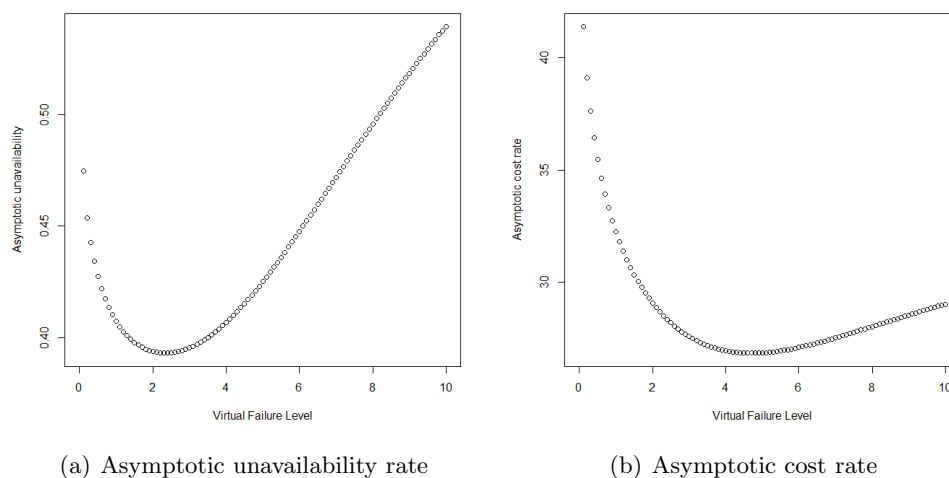 Asymptotic unavailability
0.50
0.45
0.40
0 2 4 6 8 10
Virtual Failure Level
(a) Asymptotic unavailability rate
Asymptotic cost rate
40
35
30
0 2 4 6 8 10
Virtual Failure Level
(b) Asymptotic cost rate